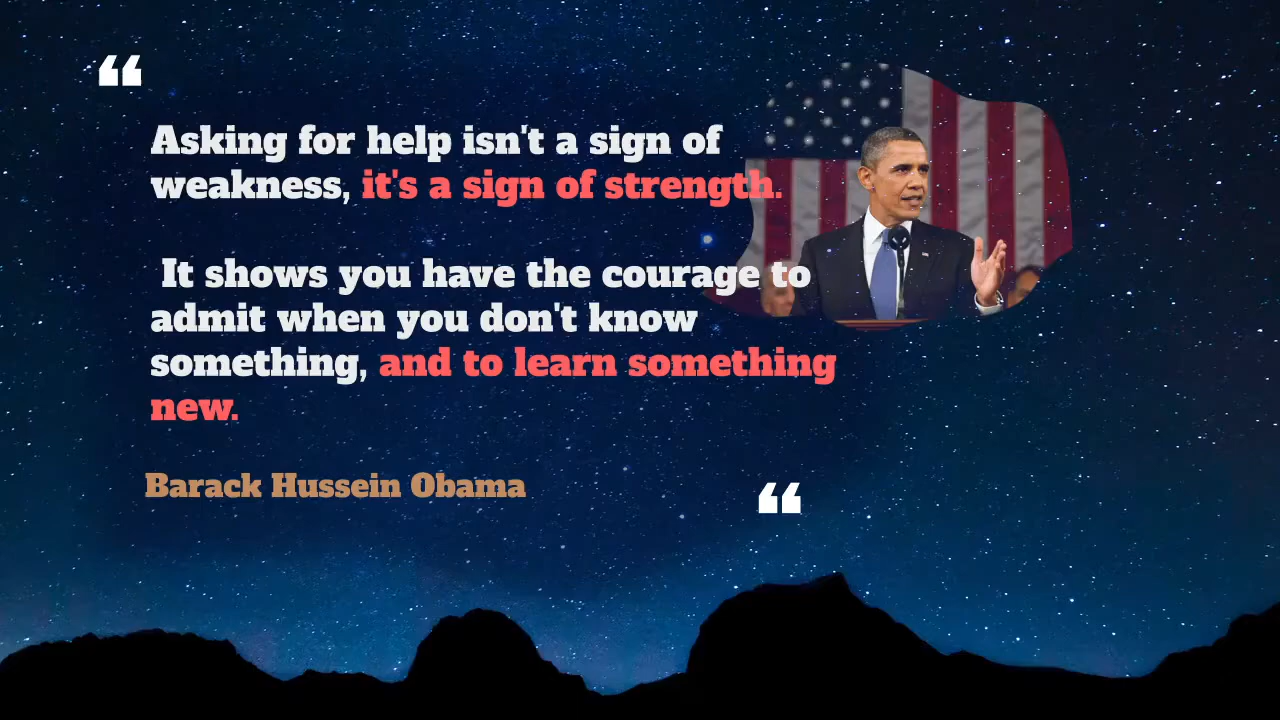 ❝
Asking for help isn't a sign of
weakness, it's a sign of strength.
It shows you have the courage to
admit when you don't know
something, and to learn something
new.
Barack Hussein Obama
❝